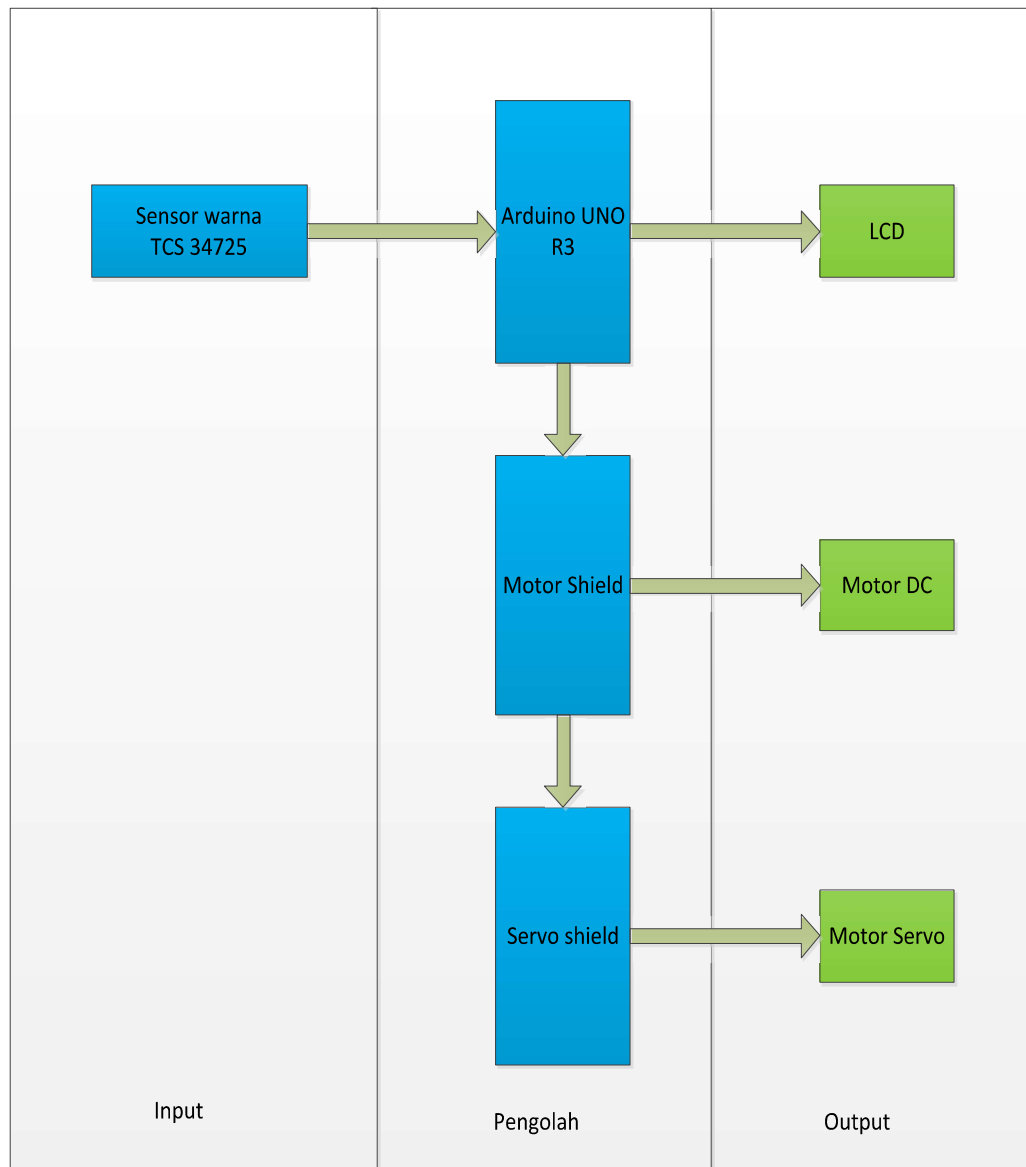 Sensor warna
TCS 34725
Arduino UNO
R3
LCD
Motor Shield
Motor DC
Servo shield
Motor Servo
Input
Pengolah
Output